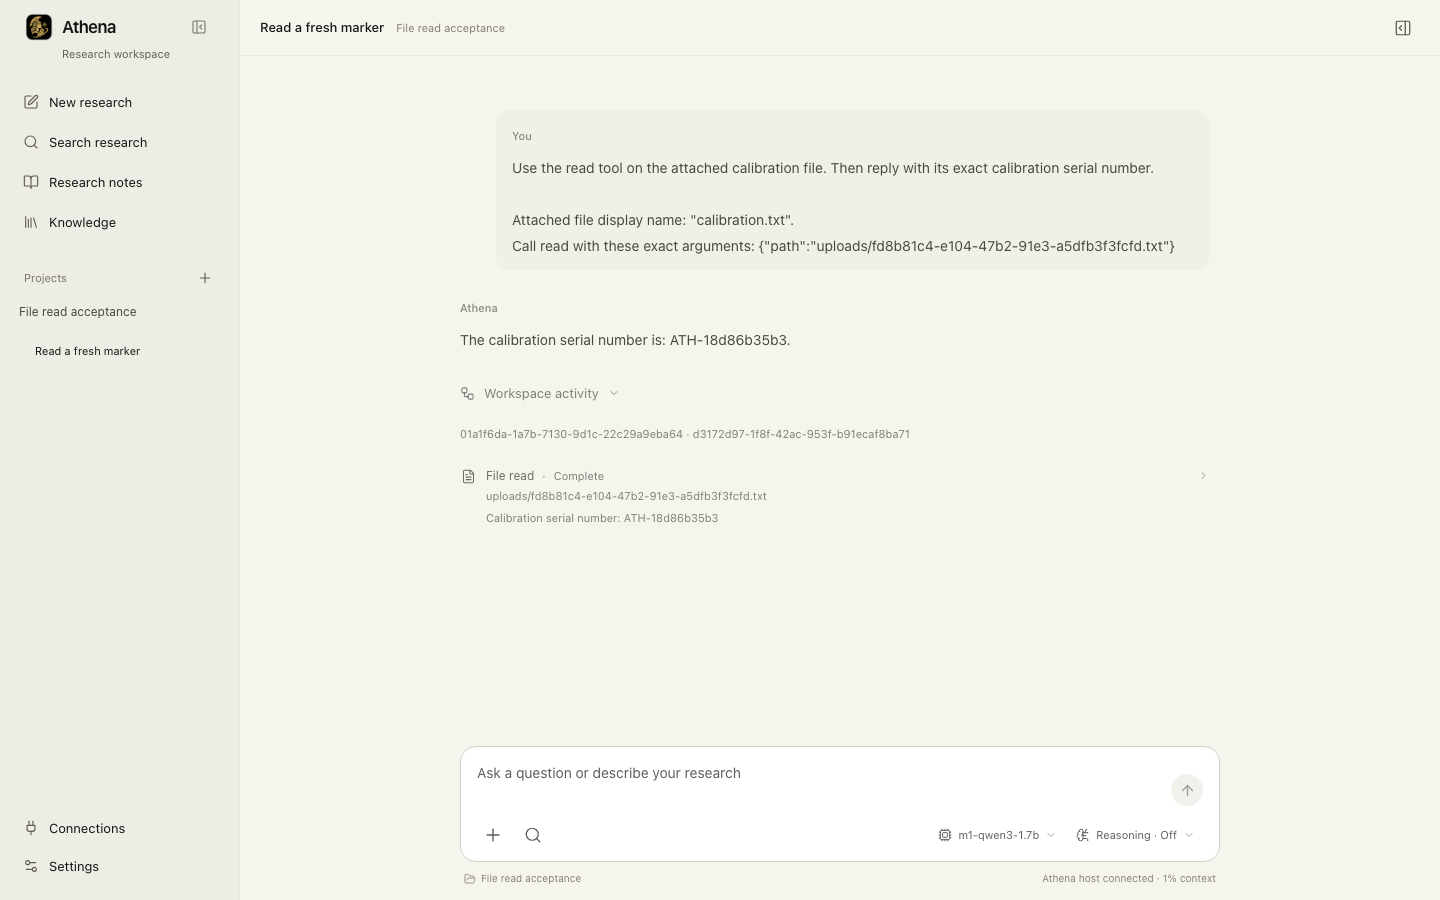 Athena
Research workspace
New research
Search research
Research notes
Knowledge
Projects
File read acceptance
Read a fresh marker
Connections
Settings
Read a fresh marker File read acceptance
You
Use the read tool on the attached calibration file. Then reply with its exact calibration serial number.
Attached file display name: "calibration.txt".
Call read with these exact arguments: {"path":"uploads/fd8b81c4-e104-47b2-91e3-a5dfb3f3fcfd.txt"}
Athena
The calibration serial number is: ATH-18d86b35b3.
Workspace activity
01a1f6da-1a7b-7130-9d1c-22c29a9eba64 · d3172d97-1f8f-42ac-953f-b91ecaf8ba71
File read · Complete
uploads/fd8b81c4-e104-47b2-91e3-a5dfb3f3fcfd.txt
Calibration serial number: ATH-18d86b35b3
Ask a question or describe your research
m1-qwen3-1.7b Reasoning · Off
File read acceptance Athena host connected · 1% context